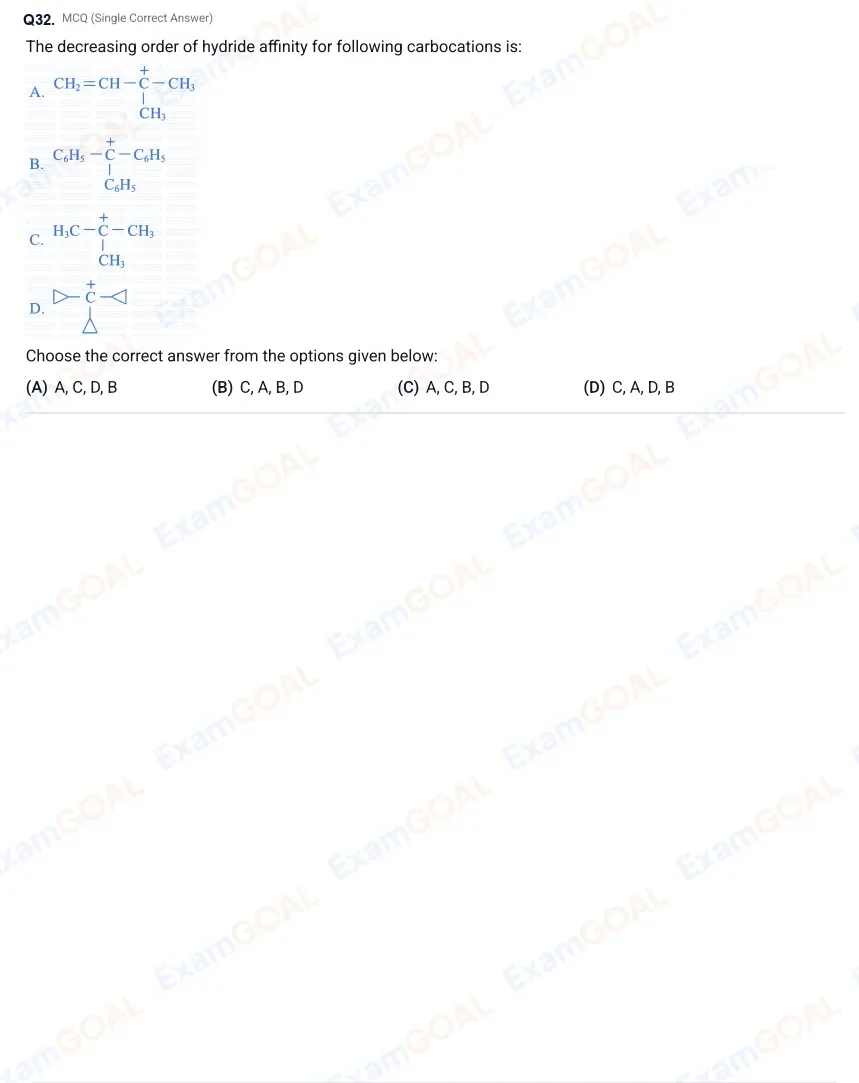 Q32. MCQ (Single Correct Answer)
The decreasing order of hydride affinity for following carbocations is:
A. CH₂=CH−C−CH₃
+
|
CH₃
B. C₆H₅−C−C₆H₅
+
|
C₆H₅
C. H₃C−C−CH₃
+
|
CH₃
D. ▷−C−◁
+
|
△
Choose the correct answer from the options given below:
(A) A, C, D, B (B) C, A, B, D (C) A, C, B, D (D) C, A, D, B
ExamGOAL